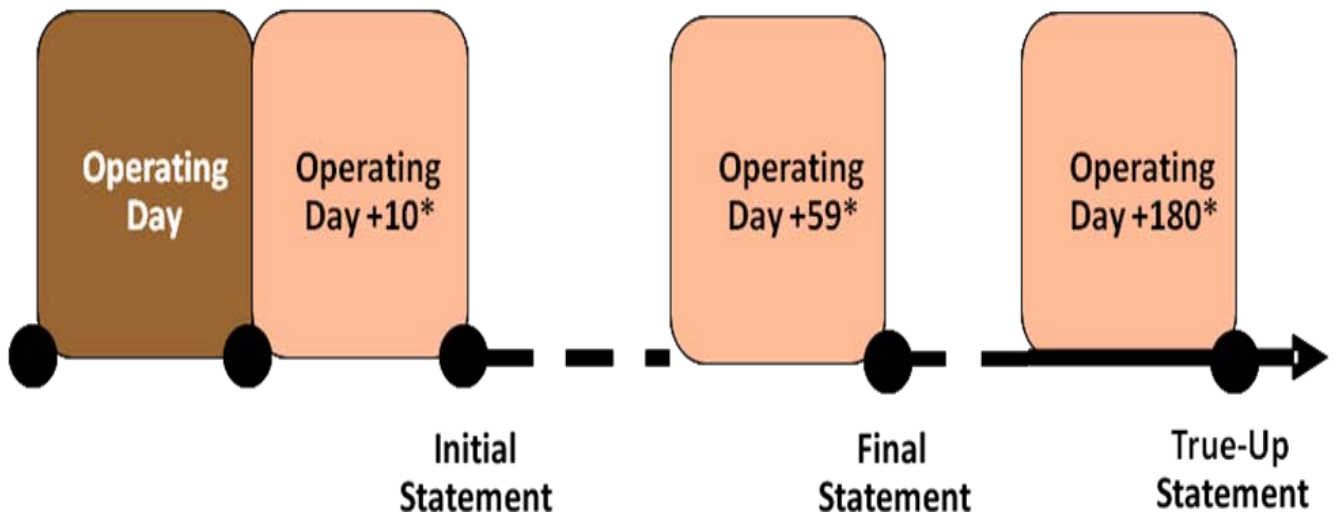 Operating
Day
Operating
Day +10*
Operating
Day +59*
Operating
Day +180*
Initial
Statement
Final
Statement
True-Up
Statement